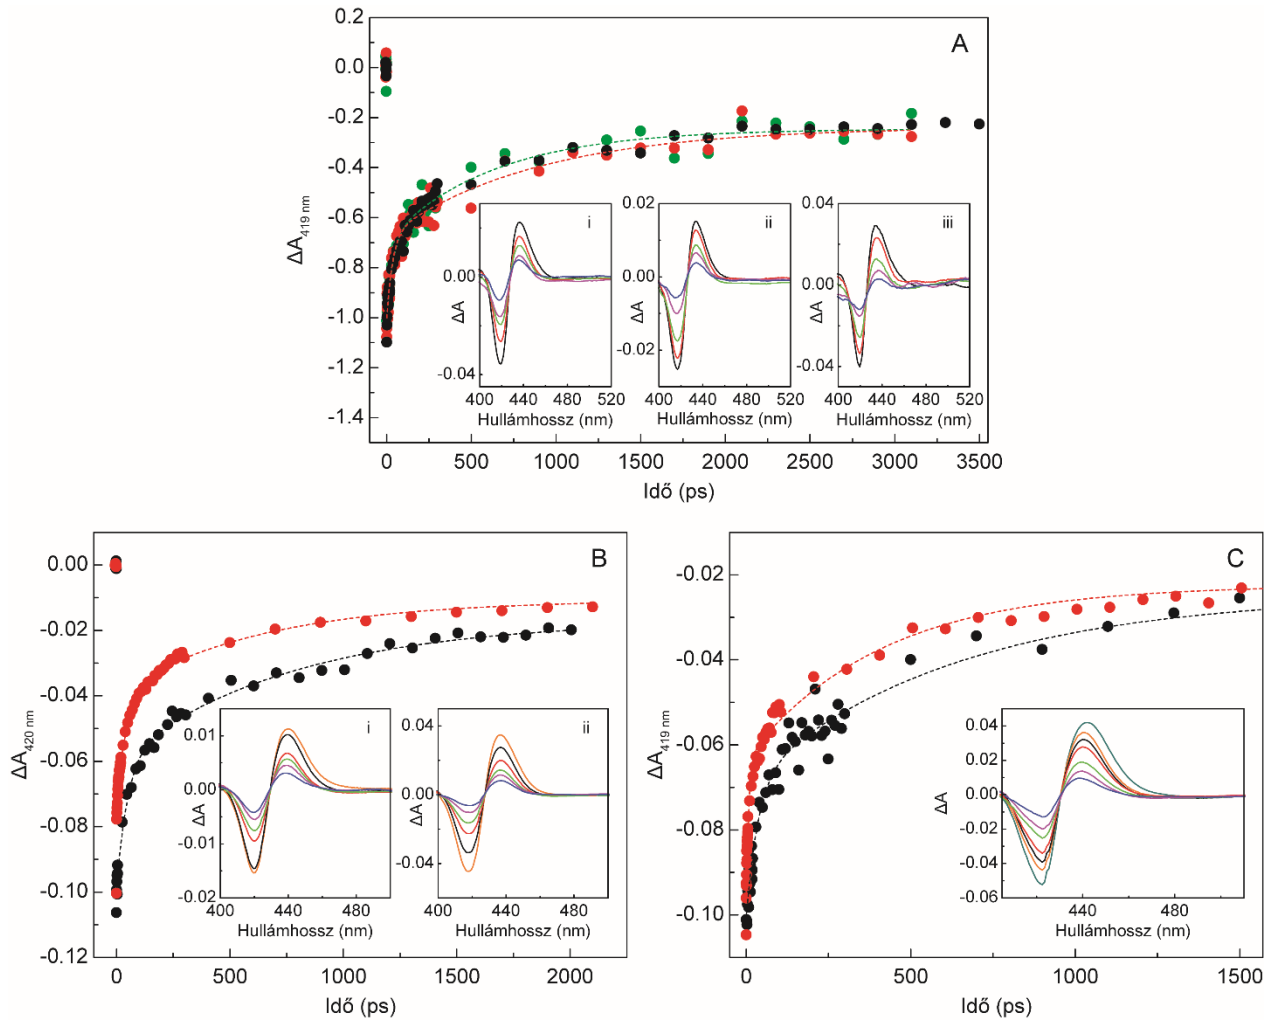 A
0.2
0.0
-0.2
-0.4
-0.6
-0.8
-1.0
-1.2
-1.4
ΔA419 nm
0 500 1000 1500 2000 2500 3000 3500
Idő (ps)
i
0.00
-0.04
ΔA
400 440 480 520
Hullámhossz (nm)
ii
0.02
0.00
-0.02
ΔA
400 440 480 520
Hullámhossz (nm)
iii
0.04
0.00
-0.04
ΔA
400 440 480 520
Hullámhossz (nm)
B
0.00
-0.02
-0.04
-0.06
-0.08
-0.10
-0.12
ΔA420 nm
0 500 1000 1500 2000
Idő (ps)
i
0.01
0.00
-0.01
-0.02
ΔA
400 440 480
Hullámhossz (nm)
ii
0.04
0.00
-0.04
ΔA
400 440 480
Hullámhossz (nm)
C
-0.02
-0.04
-0.06
-0.08
-0.10
ΔA419 nm
0 500 1000 1500
Idő (ps)
0.04
0.02
0.00
-0.02
-0.04
-0.06
ΔA
440 480
Hullámhossz (nm)